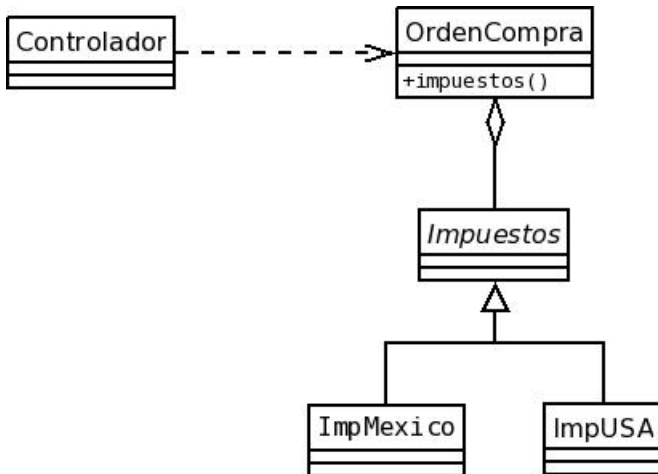 Controlador
OrdenCompra
+impuestos()
Impuestos
ImpMexico
ImpUSA